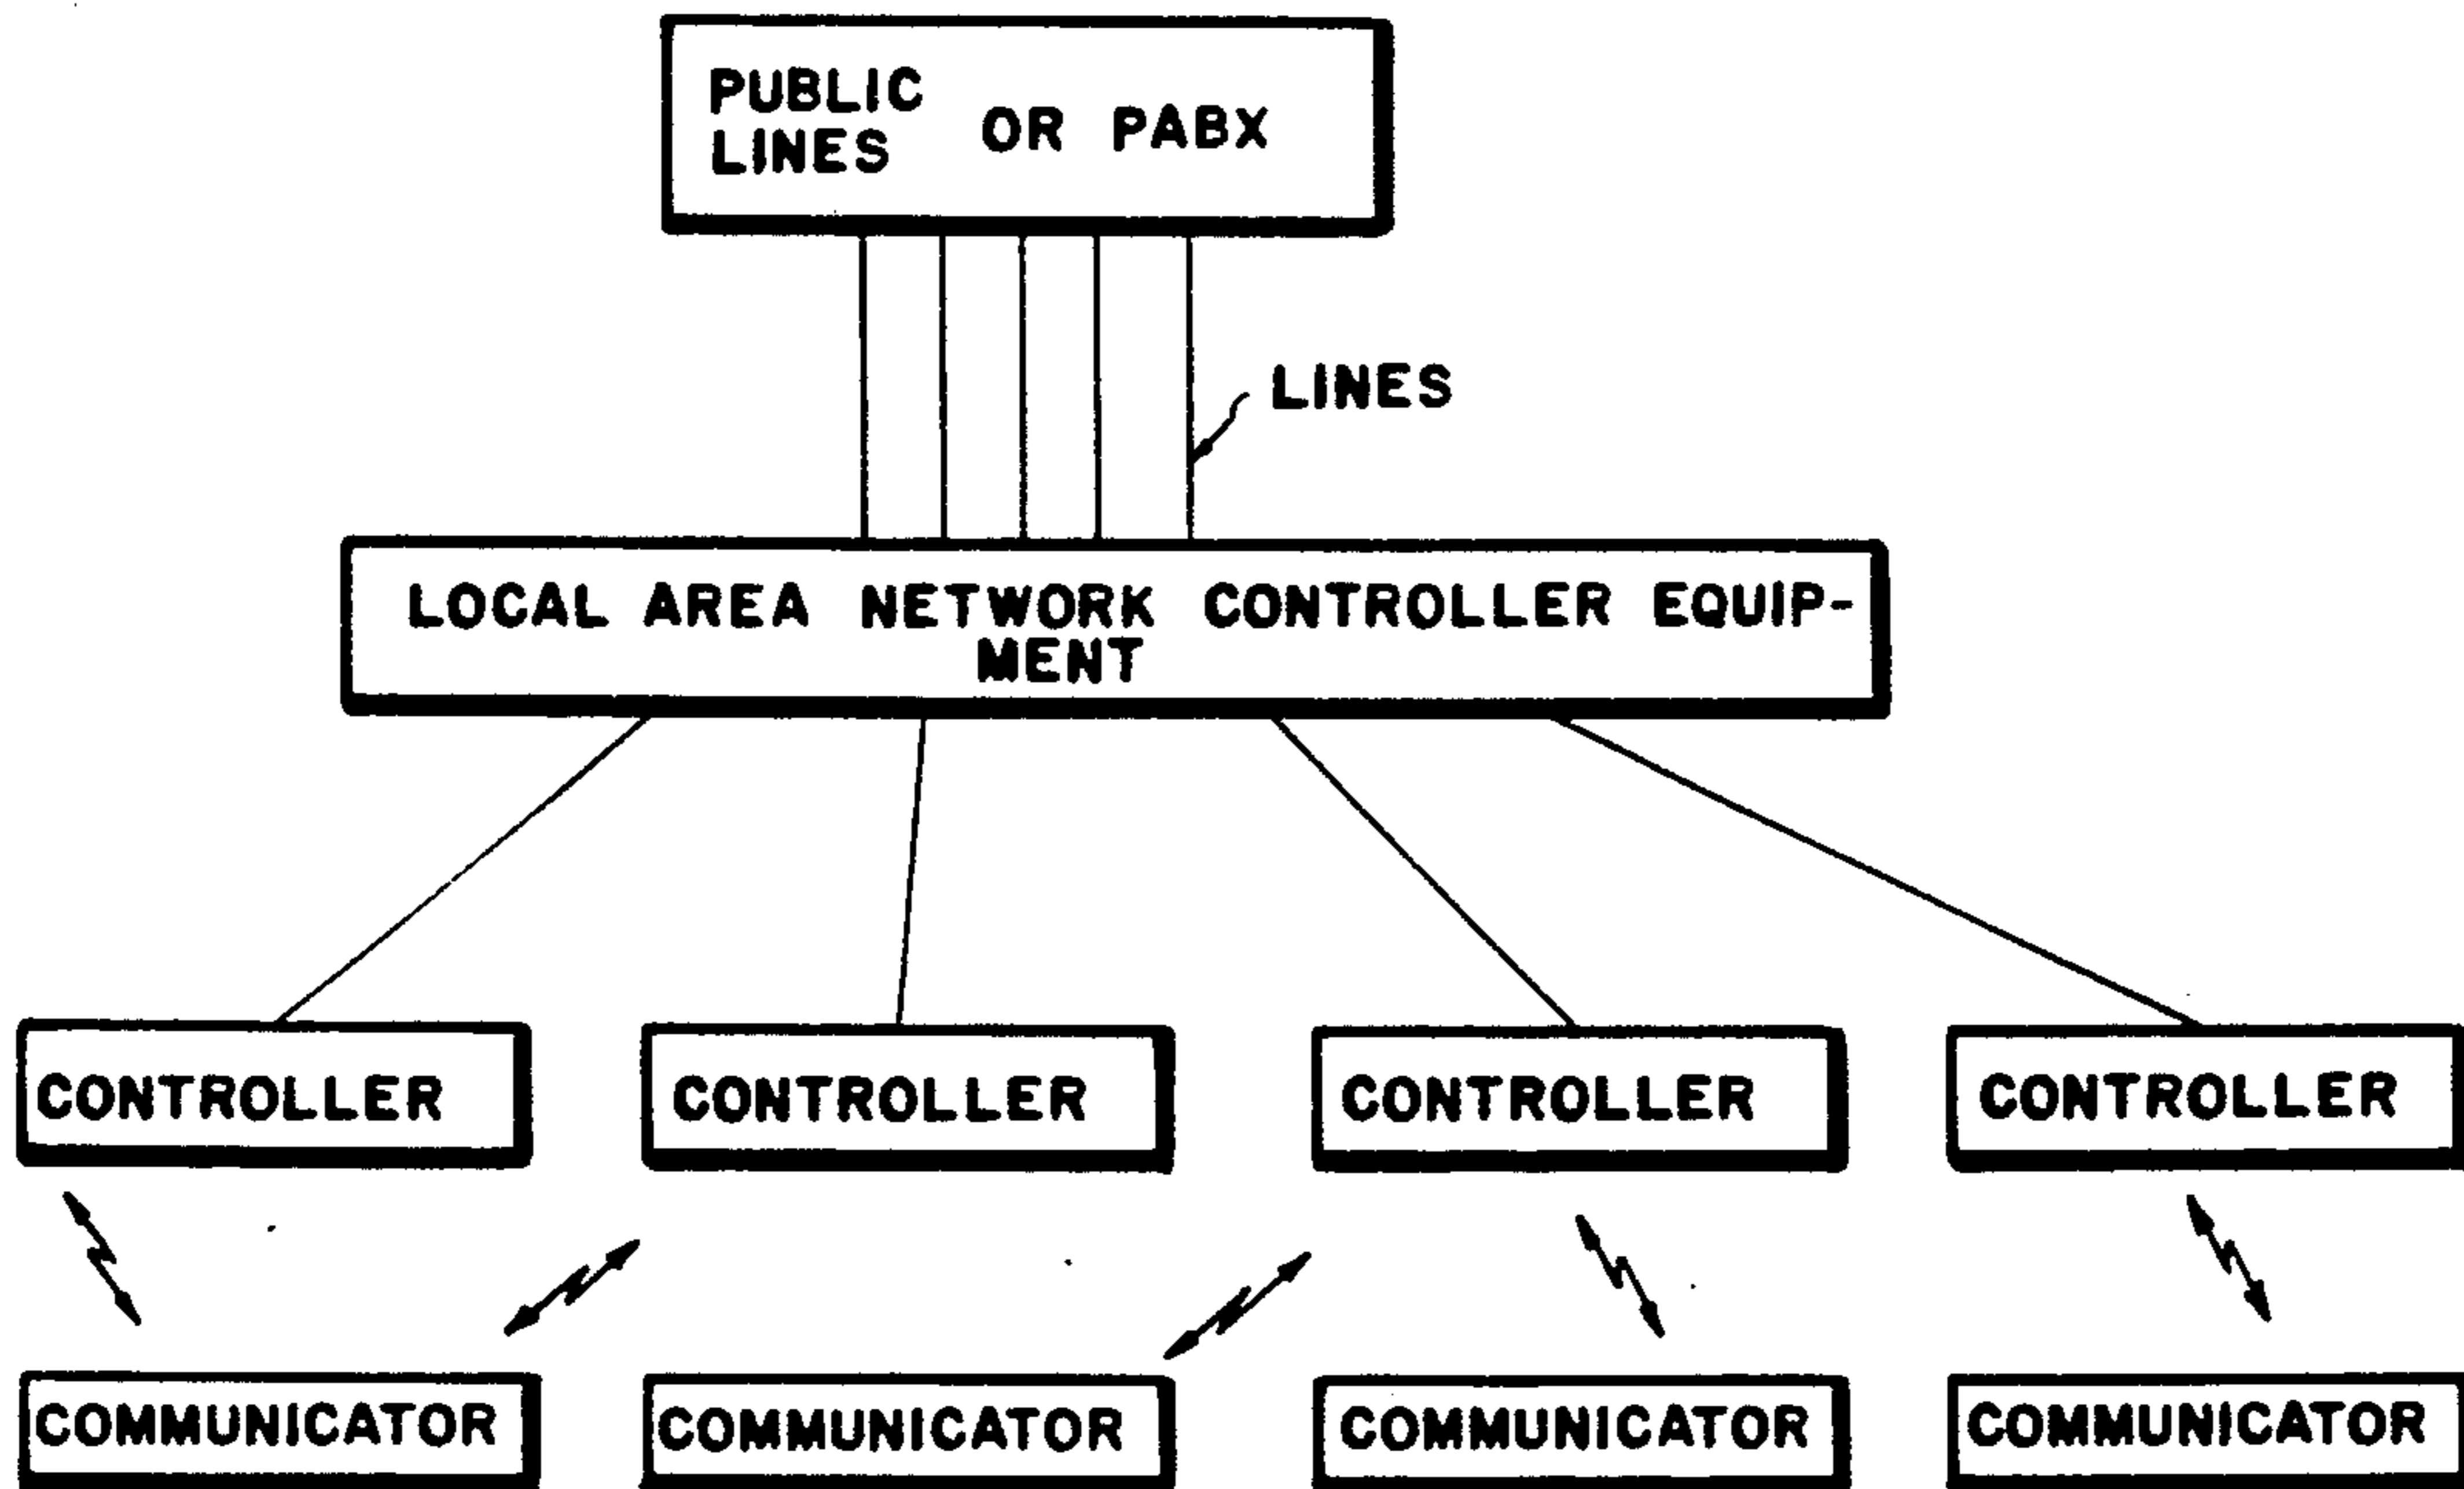 PUBLIC
LINES OR PABX
LINES
LOCAL AREA NETWORK CONTROLLER EQUIP-
MENT
CONTROLLER CONTROLLER CONTROLLER CONTROLLER
COMMUNICATOR COMMUNICATOR COMMUNICATOR COMMUNICATOR